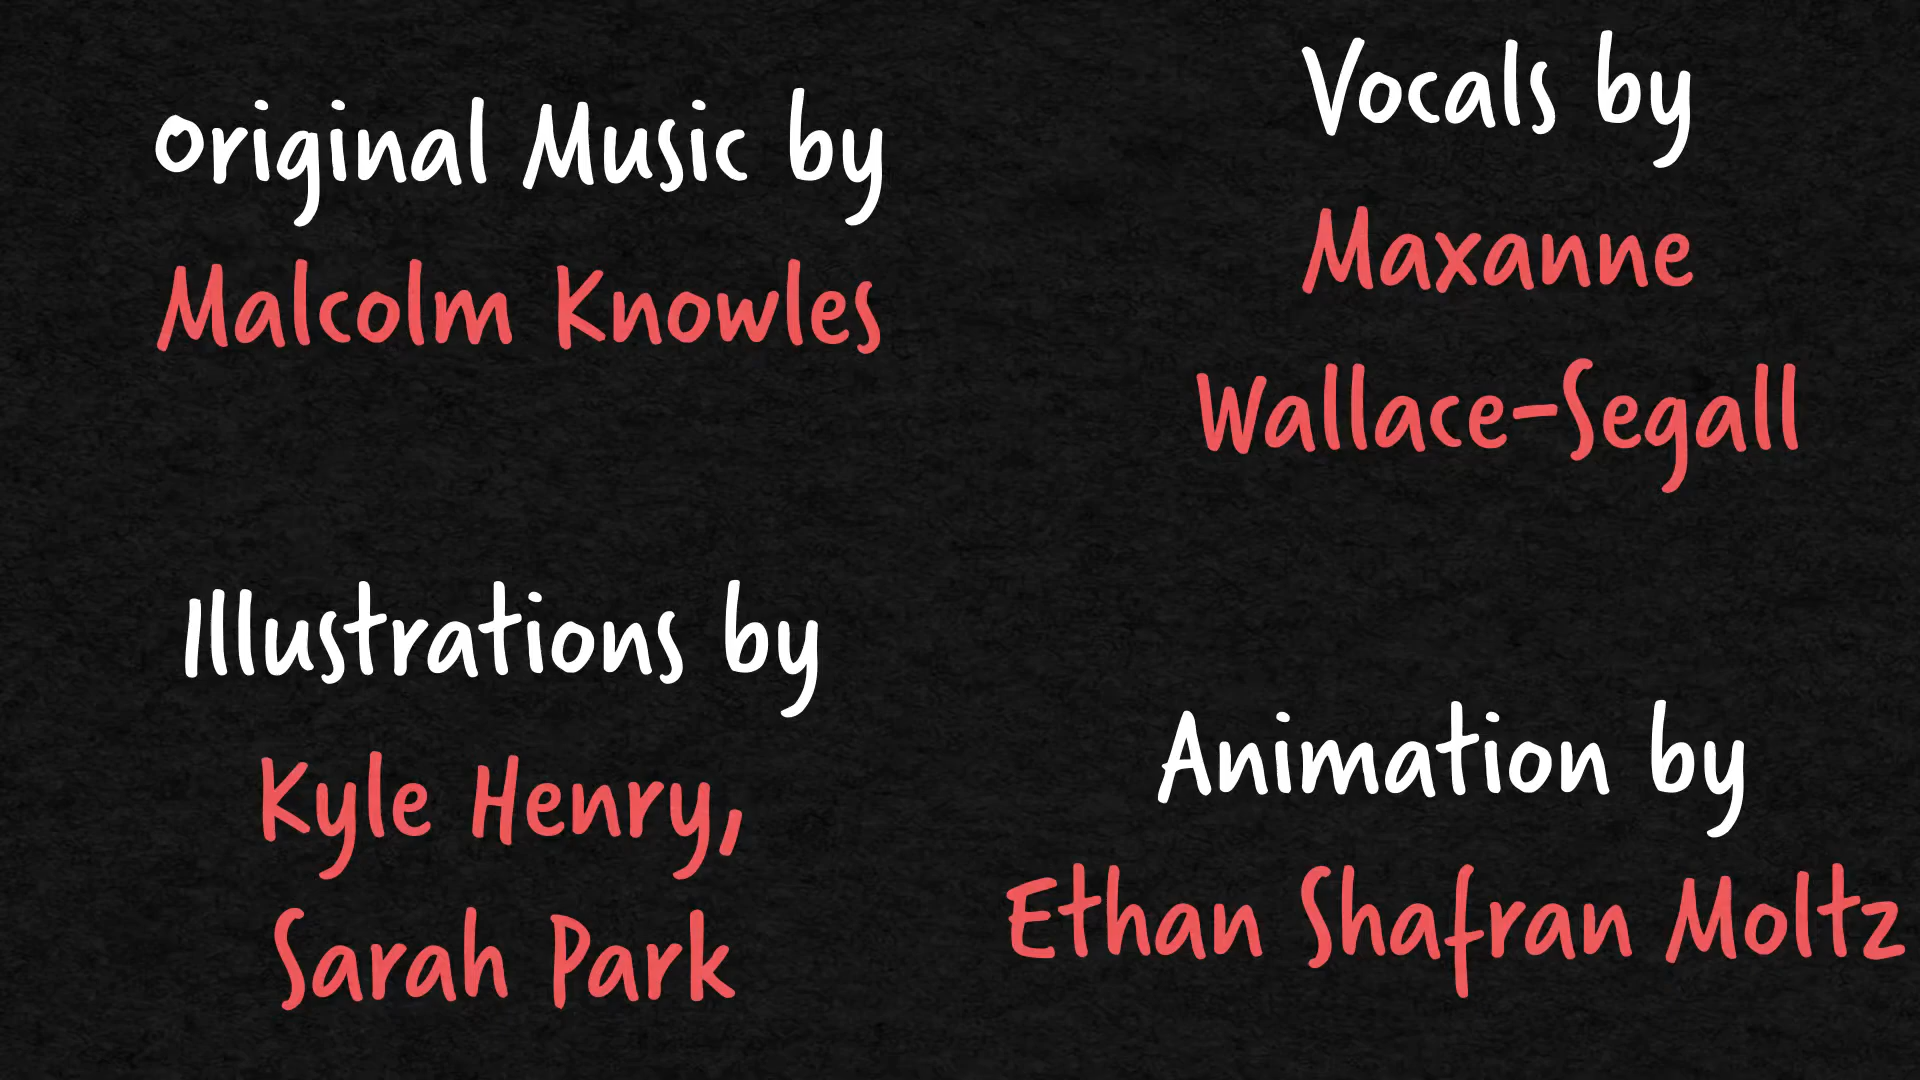 Original Music by
Malcolm Knowles
Vocals by
Maxanne
Wallace-Segall
Illustrations by
Kyle Henry,
Sarah Park
Animation by
Ethan Shafran Moltz